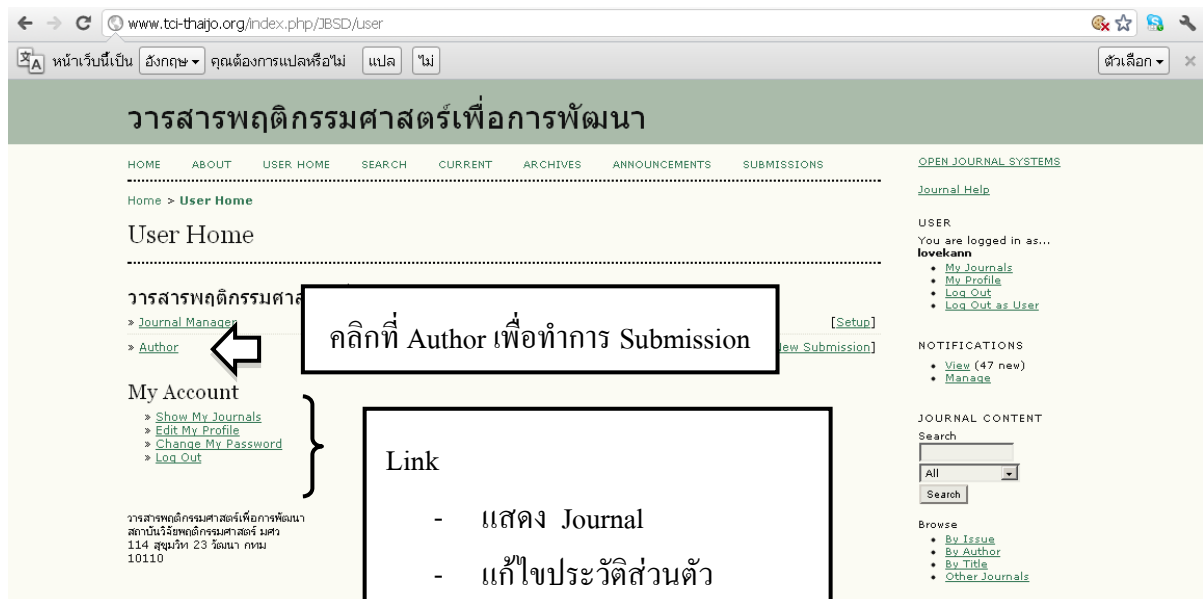 www.tci-thaijo.org/index.php/JBSD/user
หน้าเว็บนี้เป็น อังกฤษ คุณต้องการแปลหรือไม่ แปล ไม่ ตัวเลือก
วารสารพฤติกรรมศาสตร์เพื่อการพัฒนา
HOME ABOUT USER HOME SEARCH CURRENT ARCHIVES ANNOUNCEMENTS SUBMISSIONS
Home > User Home
User Home
วารสารพฤติกรรมศา
» Journal Manager [Setup]
» Author New Submission]
คลิกที่ Author เพื่อทำการ Submission
My Account
» Show My Journals
» Edit My Profile
» Change My Password
» Log Out
Link
- แสดง Journal
- แก้ไขประวัติส่วนตัว
วารสารพฤติกรรมศาสตร์เพื่อการพัฒนา
สถาบันวิจัยพฤติกรรมศาสตร์ มศว
114 สุขุมวิท 23 วัฒนา กทม
10110
OPEN JOURNAL SYSTEMS
Journal Help
USER
You are logged in as...
lovekann
• My Journals
• My Profile
• Log Out
• Log Out as User
NOTIFICATIONS
• View (47 new)
• Manage
JOURNAL CONTENT
Search
All
Search
Browse
• By Issue
• By Author
• By Title
• Other Journals